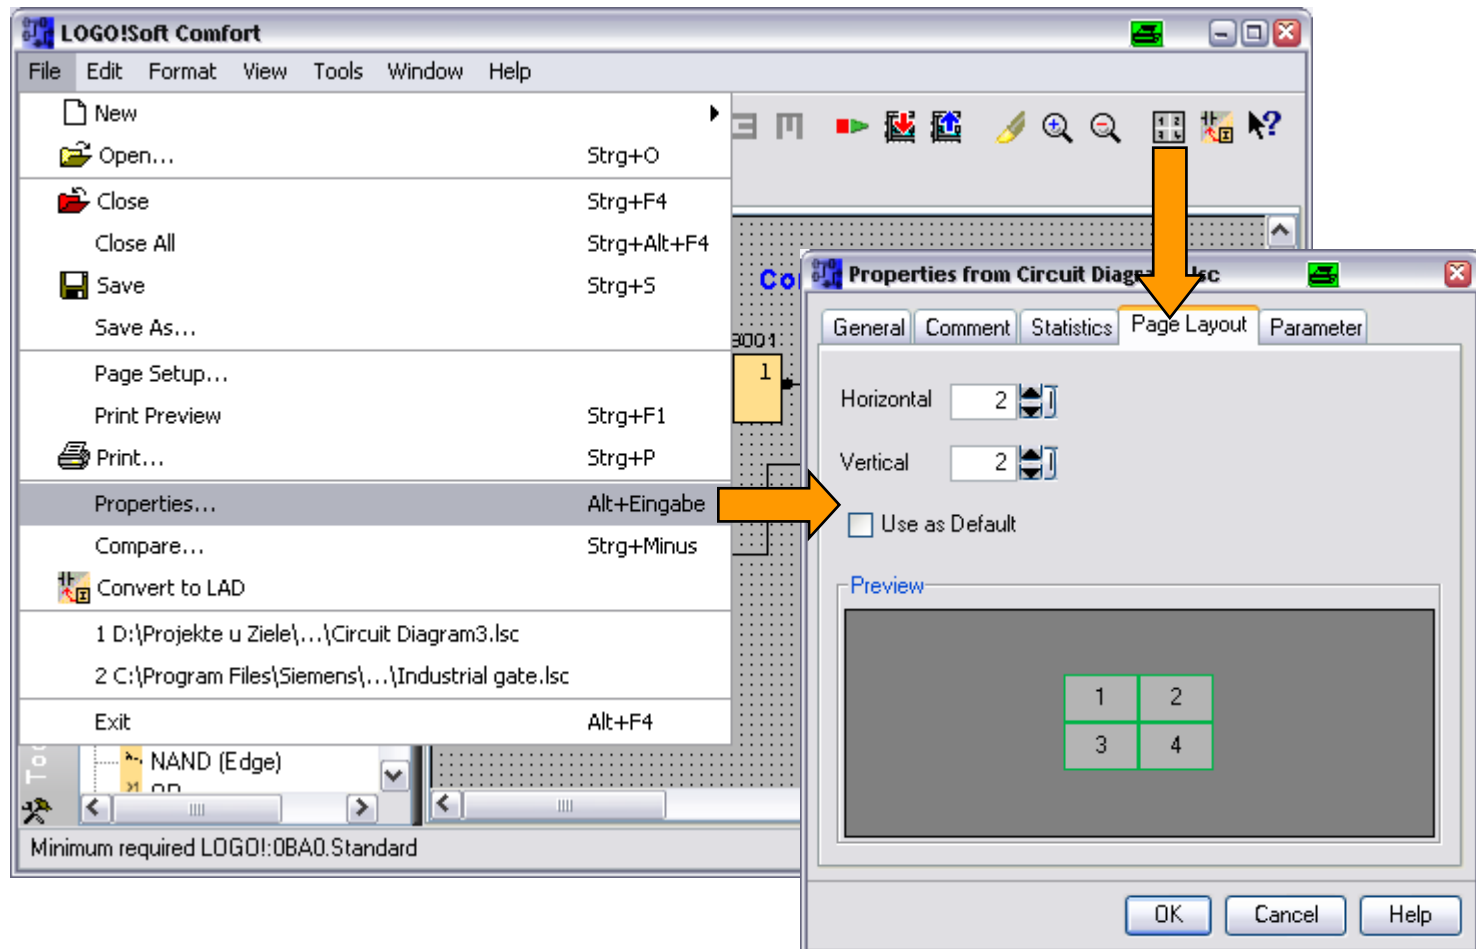 LOGO!Soft Comfort
File Edit Format View Tools Window Help
New
Open... Strg+O
Close Strg+F4
Close All Strg+Alt+F4
Save Strg+S
Save As...
Page Setup...
Print Preview Strg+F1
Print... Strg+P
Properties... Alt+Eingabe
Compare... Strg+Minus
Convert to LAD
1 D:\Projekte u Ziele\...\Circuit Diagram3.lsc
2 C:\Program Files\Siemens\...\Industrial gate.lsc
Exit Alt+F4
NAND (Edge)
Minimum required LOGO!:0BA0.Standard
1
Properties from Circuit lsc
General Comment Statistics Page Layout Parameter
Horizontal 2
Vertical 2
Use as Default
Preview
1 2
3 4
OK Cancel Help